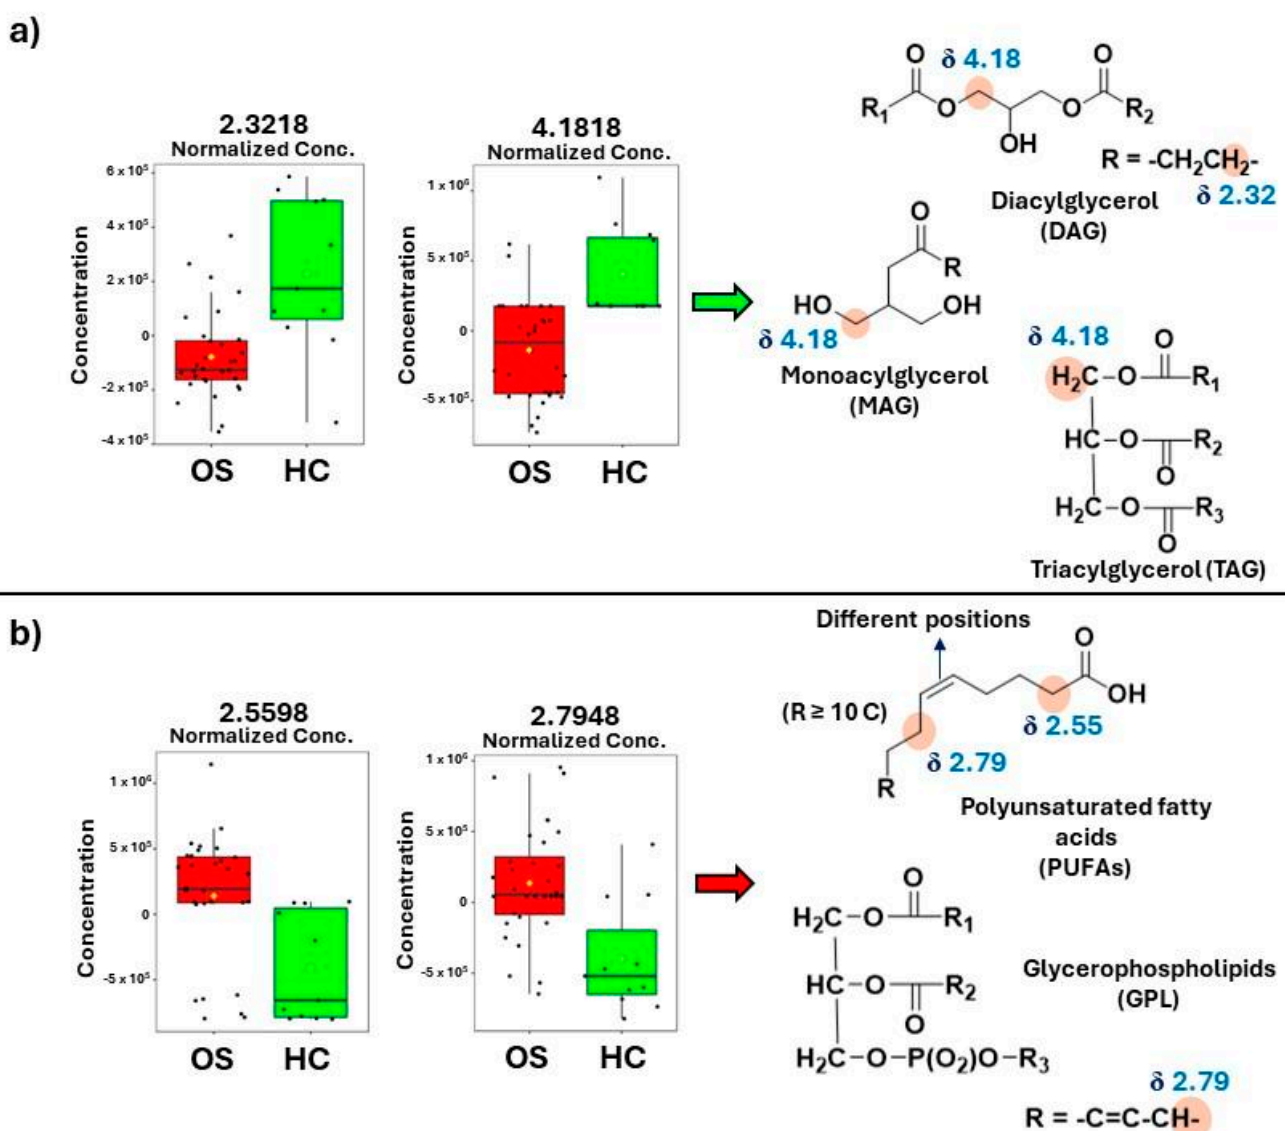 a)
2.3218
Normalized Conc.
Concentration
6 x 10⁵
4 x 10⁵
2 x 10⁵
0
-2 x 10⁵
-4 x 10⁵
OS HC
4.1818
Normalized Conc.
Concentration
1 x 10⁶
5 x 10⁵
0
-5 x 10⁵
OS HC
δ 4.18
O O
R₁ O O R₂
OH
R = -CH₂CH₂-
δ 2.32
Diacylglycerol
(DAG)
O
R
HO OH
δ 4.18
Monoacylglycerol
(MAG)
δ 4.18
O
H₂C-O R₁
HC-O R₂
O
H₂C-O R₃
O
Triacylglycerol (TAG)
b)
2.5598
Normalized Conc.
Concentration
1 x 10⁶
5 x 10⁵
0
-5 x 10⁵
OS HC
2.7948
Normalized Conc.
Concentration
1 x 10⁶
5 x 10⁵
0
-5 x 10⁵
OS HC
Different positions
O
OH
(R ≥ 10 C)
δ 2.55
δ 2.79
R
Polyunsaturated fatty
acids
(PUFAs)
O
H₂C-O R₁
HC-O R₂
O
H₂C-O-P(O₂)O-R₃
Glycerophospholipids
(GPL)
δ 2.79
R = -C=C-CH-